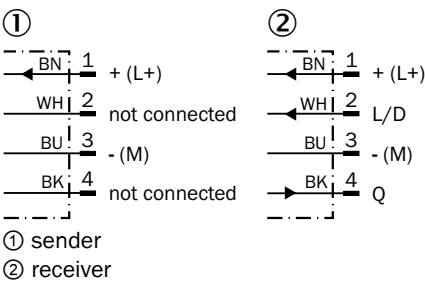 ① ②
BN 1 + (L+) BN 1 + (L+)
WH 2 not connected WH 2 L/D
BU 3 - (M) BU 3 - (M)
BK 4 not connected BK 4 Q
① sender
② receiver